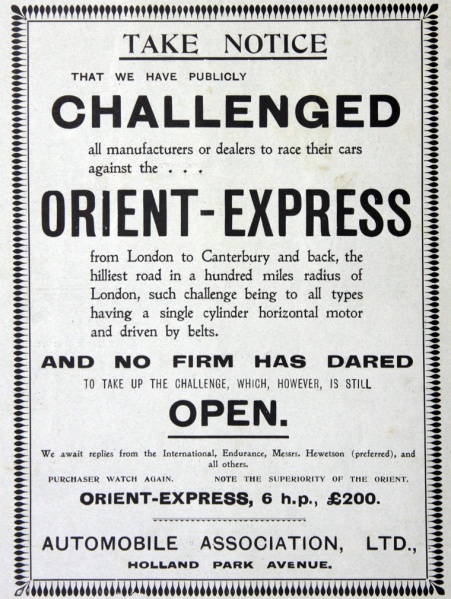 TAKE NOTICE
THAT WE HAVE PUBLICLY
CHALLENGED
all manufacturers or dealers to race their cars
against the . . .
ORIENT-EXPRESS
from London to Canterbury and back, the
hilliest road in a hundred miles radius of
London, such challenge being to all types
having a single cylinder horizontal motor
and driven by belts.
AND NO FIRM HAS DARED
TO TAKE UP THE CHALLENGE, WHICH, HOWEVER, IS STILL
OPEN.
We await replies from the International, Endurance, Messrs. Hewetson (preferred), and
all others.
PURCHASER WATCH AGAIN. NOTE THE SUPERIORITY OF THE ORIENT.
ORIENT-EXPRESS, 6 h.p., £200.
AUTOMOBILE ASSOCIATION, LTD.,
HOLLAND PARK AVENUE.